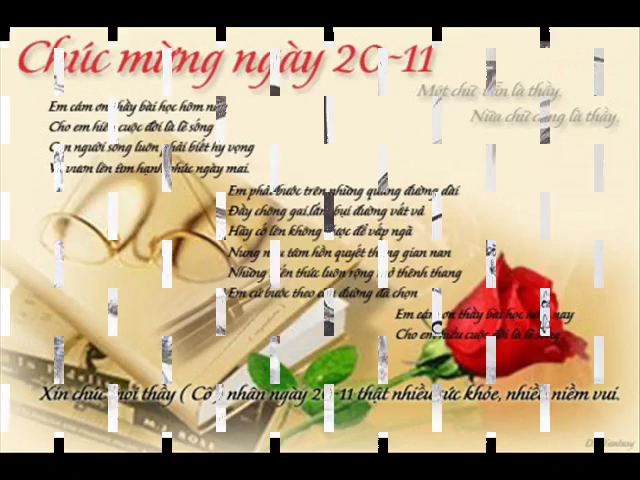 Chúc mừng ngày 20-11
Một chữ là thầy.
Nửa chữ cũng là thầy.
Em cám ơn thầy bài học hôm nay
Cho em hiểu cuộc đời là lẽ sống
Con người sống luôn phải biết hy vọng
Và vươn lên tìm hạnh phúc ngày mai.
Em phải bước trên những quãng đường dài
Đầy chông gai, lắm bụi đường vất vả
Hãy cố lên không được để vấp ngã
Nung nấu tâm hồn quyết thắng gian nan
Những kiến thức luôn rộng mở thênh thang
Em cứ bước theo con đường đã chọn
Em cám ơn thầy bài học hôm nay
Cho em hiểu cuộc đời là lẽ sống
Xin chúc mọi thầy ( Cô ) nhân ngày 20-11 thật nhiều sức khỏe, nhiều niềm vui.
M. J. ROSE